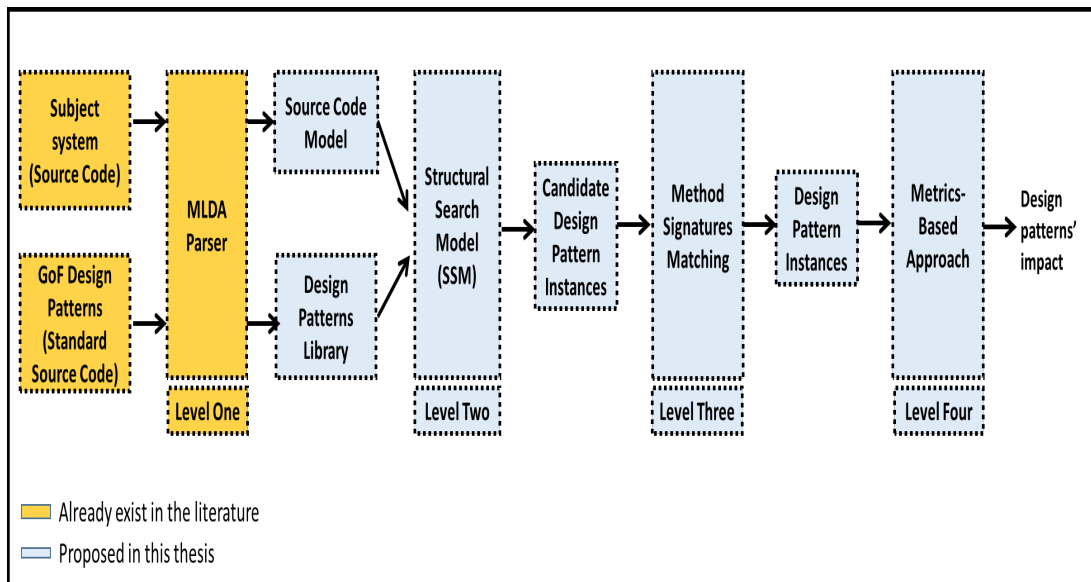 Subject
system
(Source Code)
GoF Design
Patterns
(Standard
Source Code)
MLDA
Parser
Level One
Source Code
Model
Design
Patterns
Library
Structural
Search
Model
(SSM)
Level Two
Candidate
Design
Pattern
Instances
Method
Signatures
Matching
Level Three
Design
Pattern
Instances
Metrics-
Based
Approach
Level Four
Design
patterns'
impact
Already exist in the literature
Proposed in this thesis